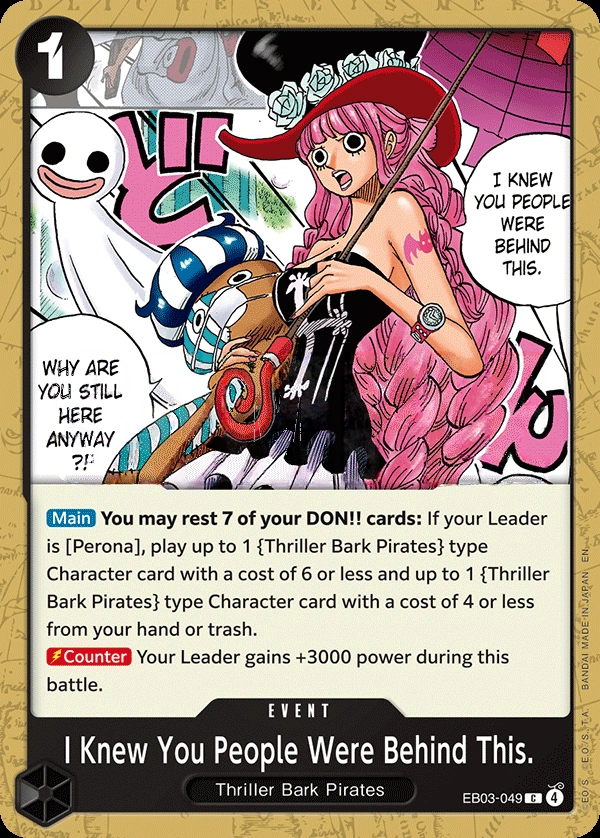 1
I KNEW
YOU PEOPLE
WERE
BEHIND
THIS.
WHY ARE
YOU STILL
HERE
ANYWAY
?!
Main You may rest 7 of your DON!! cards: If your Leader
is [Perona], play up to 1 {Thriller Bark Pirates} type
Character card with a cost of 6 or less and up to 1 {Thriller
Bark Pirates} type Character card with a cost of 4 or less
from your hand or trash.
Counter Your Leader gains +3000 power during this
battle.
EVENT
I Knew You People Were Behind This.
Thriller Bark Pirates
EB03-049 C 4
BANDAI MADE IN JAPAN EN